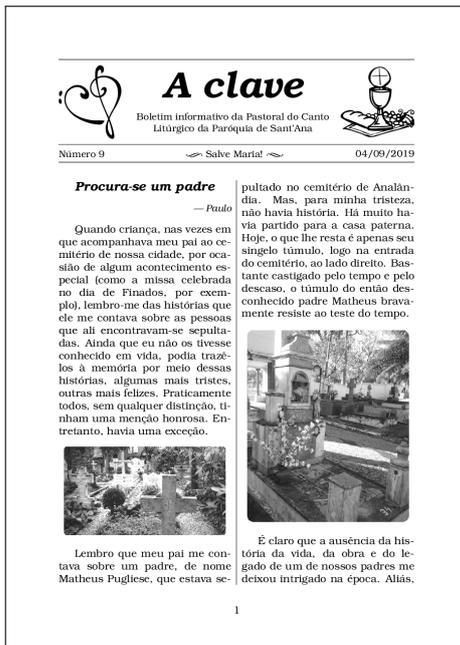 A clave
Boletim informativo da Pastoral do Canto
Litúrgico da Paróquia de Sant'Ana
Número 9
Salve Maria!
04/09/2019
Procura-se um padre
— Paulo
Quando criança, nas vezes em
que acompanhava meu pai ao ce-
mitério de nossa cidade, por oca-
sião de algum acontecimento es-
pecial (como a missa celebrada
no dia de Finados, por exem-
plo), lembro-me das histórias que
ele me contava sobre as pessoas
que ali encontravam-se sepulta-
das. Ainda que eu não os tivesse
conhecido em vida, podia trazê-
los à memória por meio dessas
histórias, algumas mais tristes,
outras mais felizes. Praticamente
todos, sem qualquer distinção, ti-
nham uma menção honrosa. En-
tretanto, havia uma exceção.
Lembro que meu pai me con-
tava sobre um padre, de nome
Matheus Pugliese, que estava se-
pultado no cemitério de Analân-
dia. Mas, para minha tristeza,
não havia história. Há muito ha-
via partido para a casa paterna.
Hoje, o que lhe resta é apenas seu
singelo túmulo, logo na entrada
do cemitério, ao lado direito. Bas-
tante castigado pelo tempo e pelo
descaso, o túmulo do então des-
conhecido padre Matheus brava-
mente resiste ao teste do tempo.
É claro que a ausência da his-
tória da vida, da obra e do le-
gado de um de nossos padres me
deixou intrigado na época. Aliás,
1